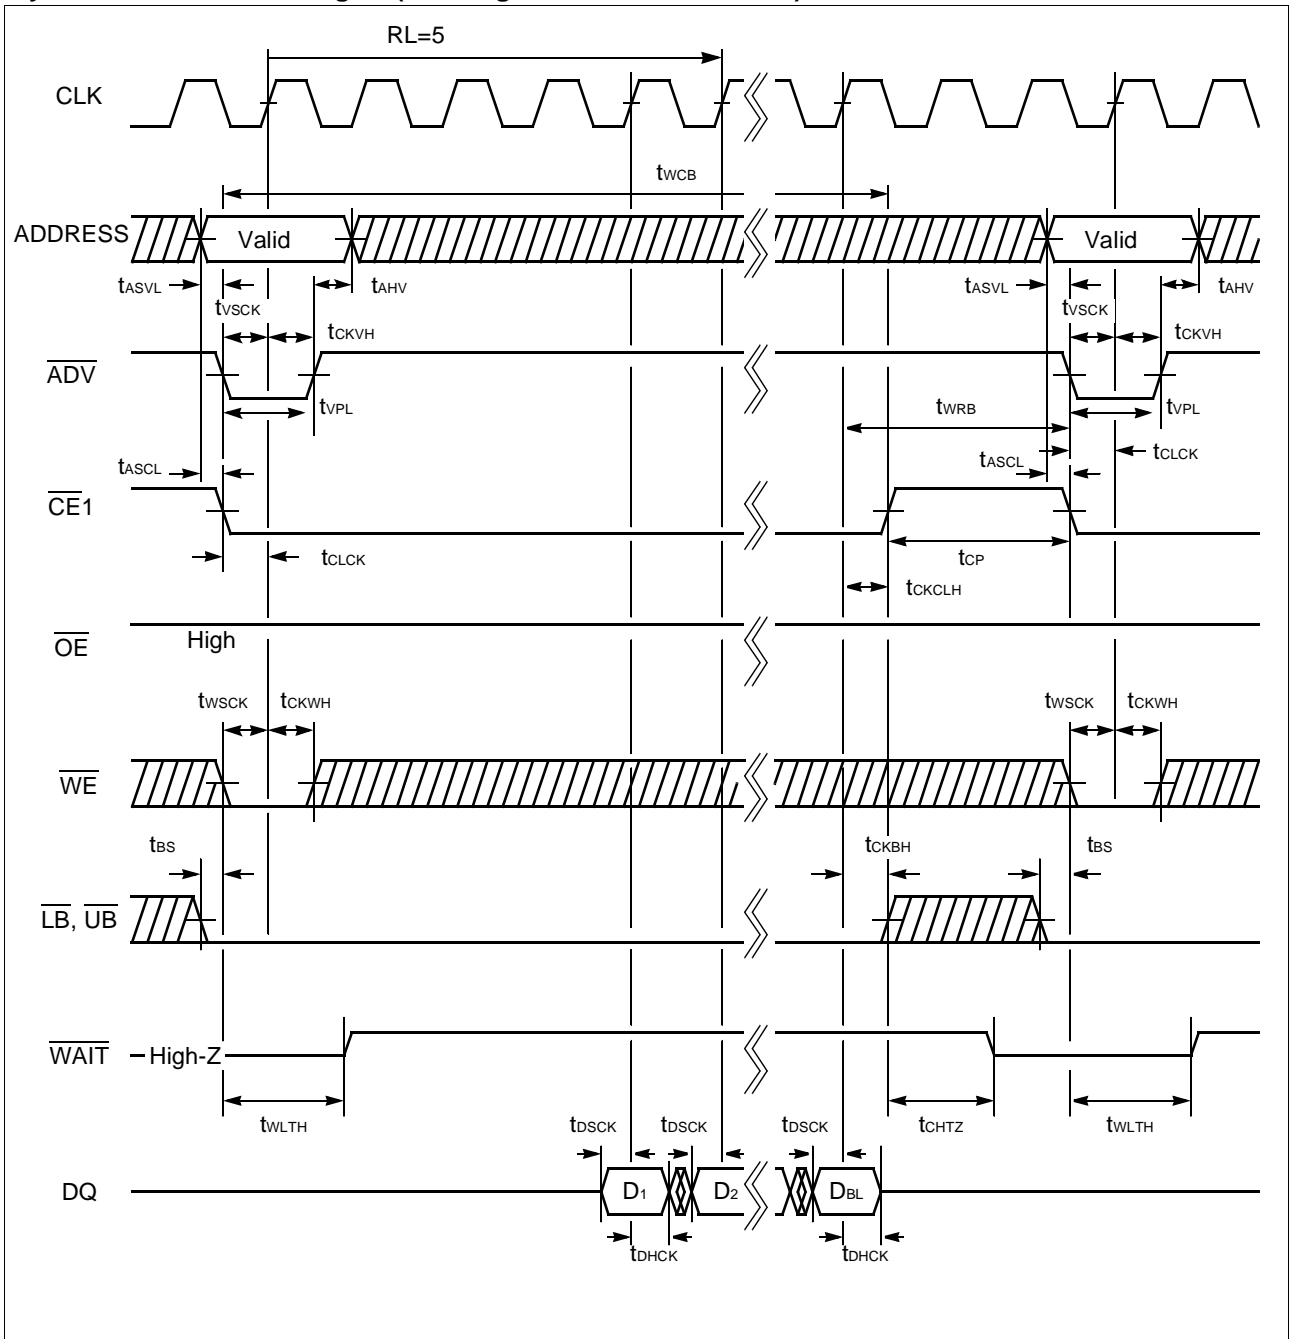 RL=5
CLK
tWCB
ADDRESS Valid Valid
tASVL tAHV tASVL tAHV
tVSCK tVSCK
tCKVH tCKVH
ADV
tVPL tWRB tVPL
tASCL tASCL tCLCK
CE1
tCLCK tCP
tCKCLH
OE High
tWSCK tCKWH tWSCK tCKWH
WE
tBS tCKBH tBS
LB, UB
WAIT High-Z
tWLTH tCHTZ tWLTH
tDSCK tDSCK tDSCK
DQ D1 D2 DBL
tDHCK tDHCK